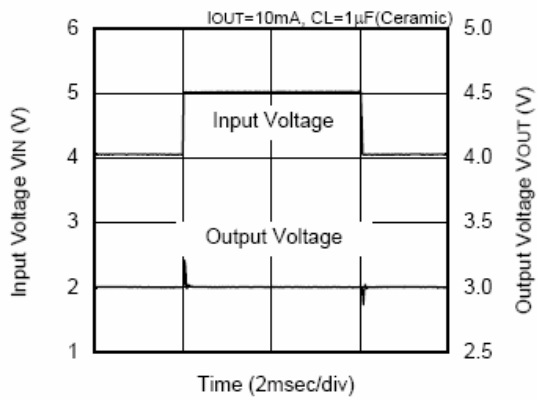 IOUT=10mA, CL=1μF(Ceramic)
6
5
4
3
2
1
Input Voltage VIN (V)
Input Voltage
Output Voltage
5.0
4.5
4.0
3.5
3.0
2.5
Output Voltage VOUT (V)
Time (2msec/div)